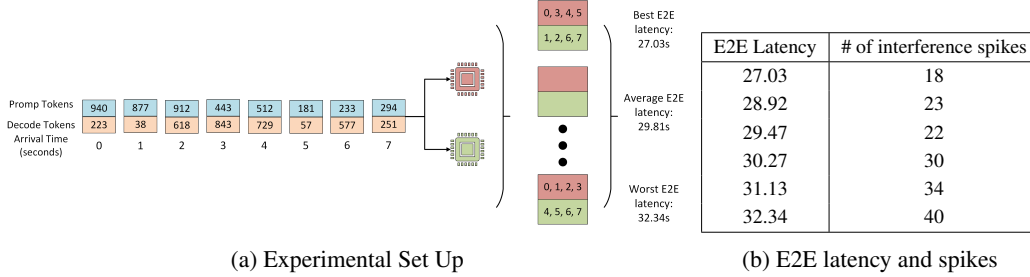 Promp Tokens 940 877 912 443 512 181 233 294
Decode Tokens 223 38 618 843 729 57 577 251
Arrival Time
(seconds)
0 1 2 3 4 5 6 7
0, 3, 4, 5
1, 2, 6, 7
Best E2E
latency:
27.03s
Average E2E
latency:
29.81s
0, 1, 2, 3
4, 5, 6, 7
Worst E2E
latency:
32.34s
(a) Experimental Set Up
E2E Latency # of interference spikes
27.03 18
28.92 23
29.47 22
30.27 30
31.13 34
32.34 40
(b) E2E latency and spikes